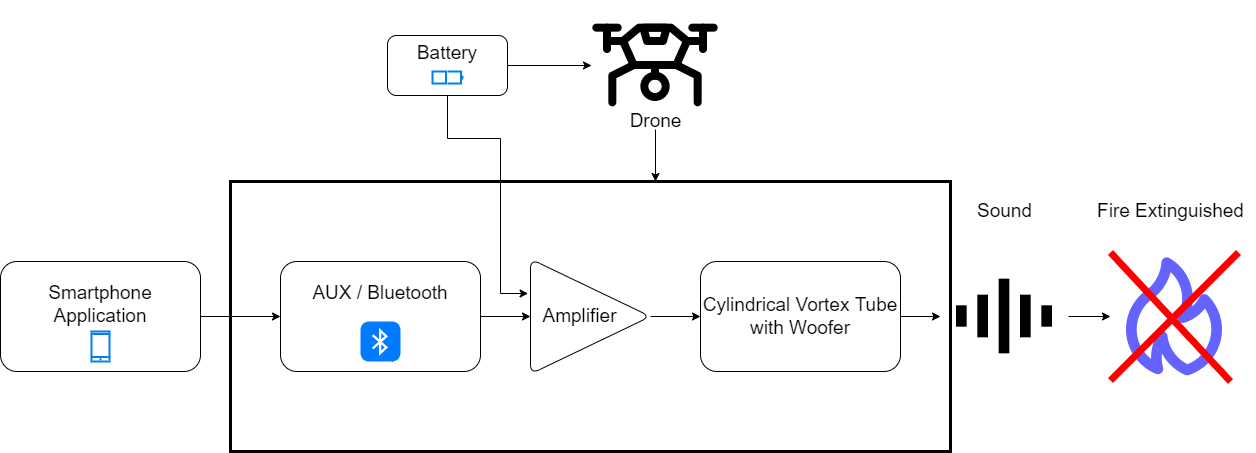 Battery
Drone
Sound
Fire Extinguished
Smartphone
Application
AUX / Bluetooth
Amplifier
Cylindrical Vortex Tube
with Woofer